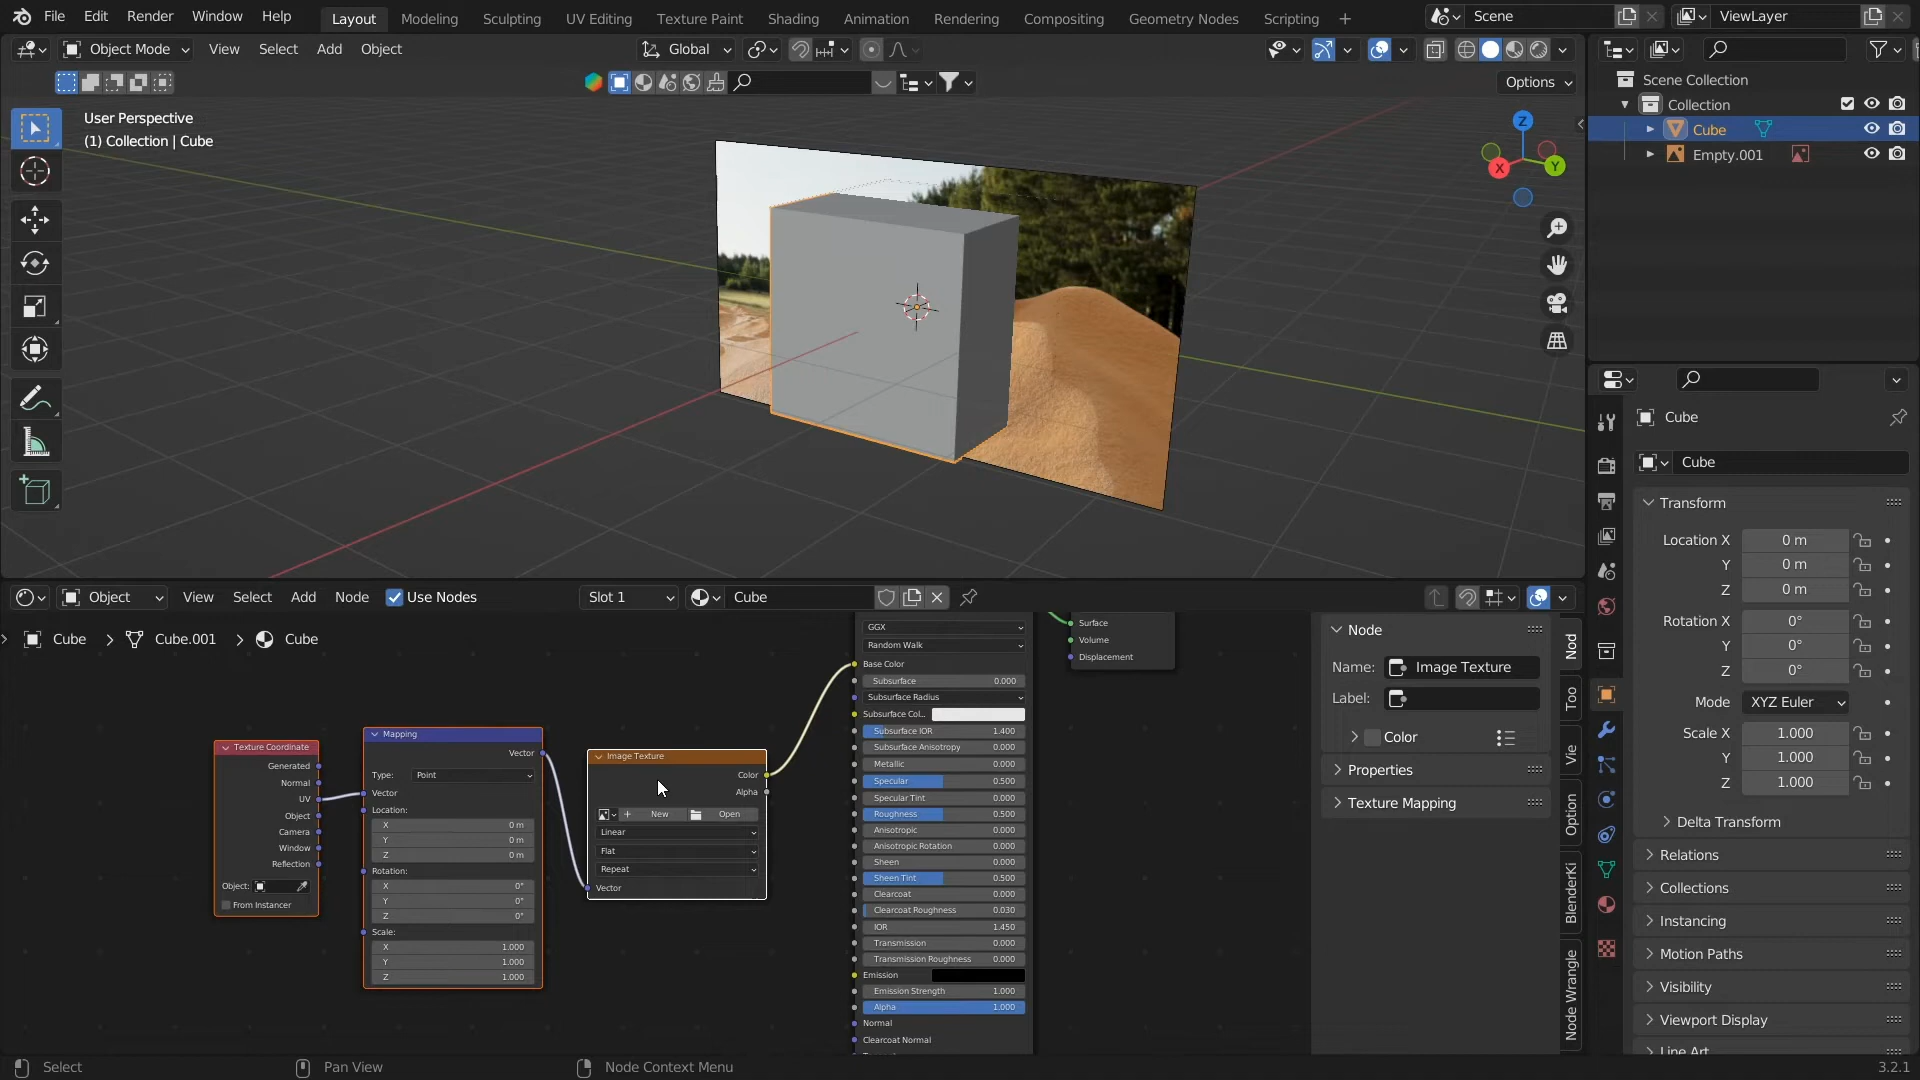 File Edit Render Window Help Layout Modeling Sculpting UV Editing Texture Paint Shading Animation Rendering Compositing Geometry Nodes Scripting + Scene ViewLayer
Object Mode View Select Add Object Global
Options
User Perspective
(1) Collection | Cube
Z
X
Y
Scene Collection
Collection
Cube
Empty.001
Cube
Cube
Transform
Location X 0 m
Y 0 m
Z 0 m
Rotation X 0°
Y 0°
Z 0°
Mode XYZ Euler
Scale X 1.000
Y 1.000
Z 1.000
Delta Transform
Relations
Collections
Instancing
Motion Paths
Visibility
Viewport Display
Line Art
Object View Select Add Node Use Nodes Slot 1 Cube
Cube > Cube.001 > Cube
Texture Coordinate
Generated
Normal
UV
Object
Camera
Window
Reflection
Object:
From Instancer
Mapping
Vector
Type: Point
Vector
Location:
X 0 m
Y 0 m
Z 0 m
Rotation:
X 0°
Y 0°
Z 0°
Scale:
X 1.000
Y 1.000
Z 1.000
Image Texture
Color
Alpha
+ New Open
Linear
Flat
Repeat
Vector
GGX
Random Walk
Base Color
Subsurface 0.000
Subsurface Radius
Subsurface Col..
Subsurface IOR 1.400
Subsurface Anisotropy 0.000
Metallic 0.000
Specular 0.500
Specular Tint 0.000
Roughness 0.500
Anisotropic 0.000
Anisotropic Rotation 0.000
Sheen 0.000
Sheen Tint 0.500
Clearcoat 0.000
Clearcoat Roughness 0.030
IOR 1.450
Transmission 0.000
Transmission Roughness 0.000
Emission
Emission Strength 1.000
Alpha 1.000
Normal
Clearcoat Normal
Surface
Volume
Displacement
Node
Name: Image Texture
Label:
Color
Properties
Texture Mapping
Nod
Too
Vie
Option
BlenderKi
Node Wrangle
Select Pan View Node Context Menu 3.2.1